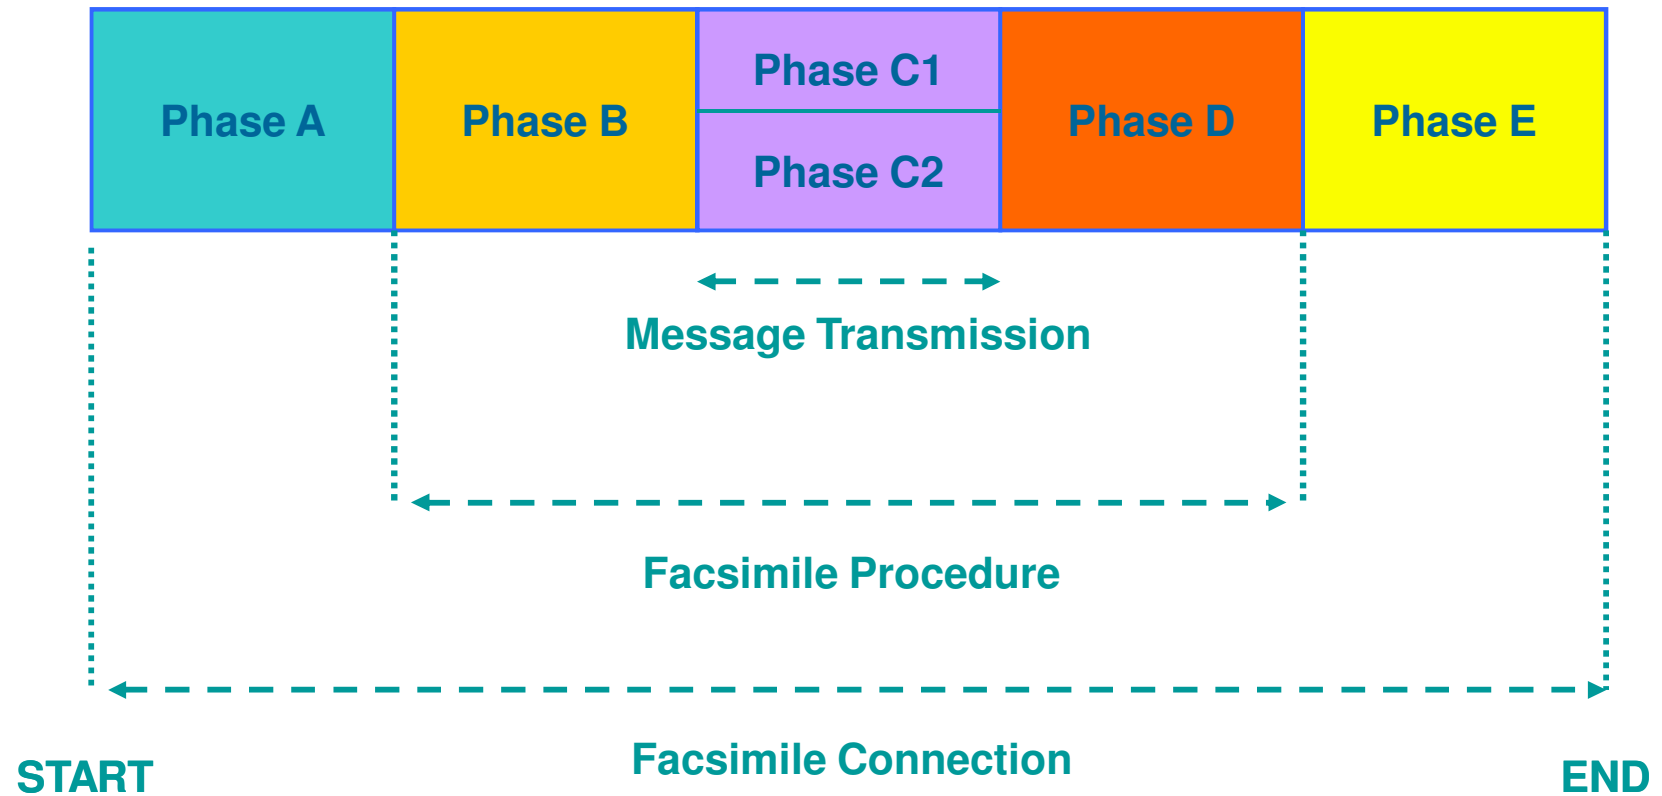 Phase A
Phase B
Phase C1
Phase C2
Phase D
Phase E
Message Transmission
Facsimile Procedure
Facsimile Connection
START
END